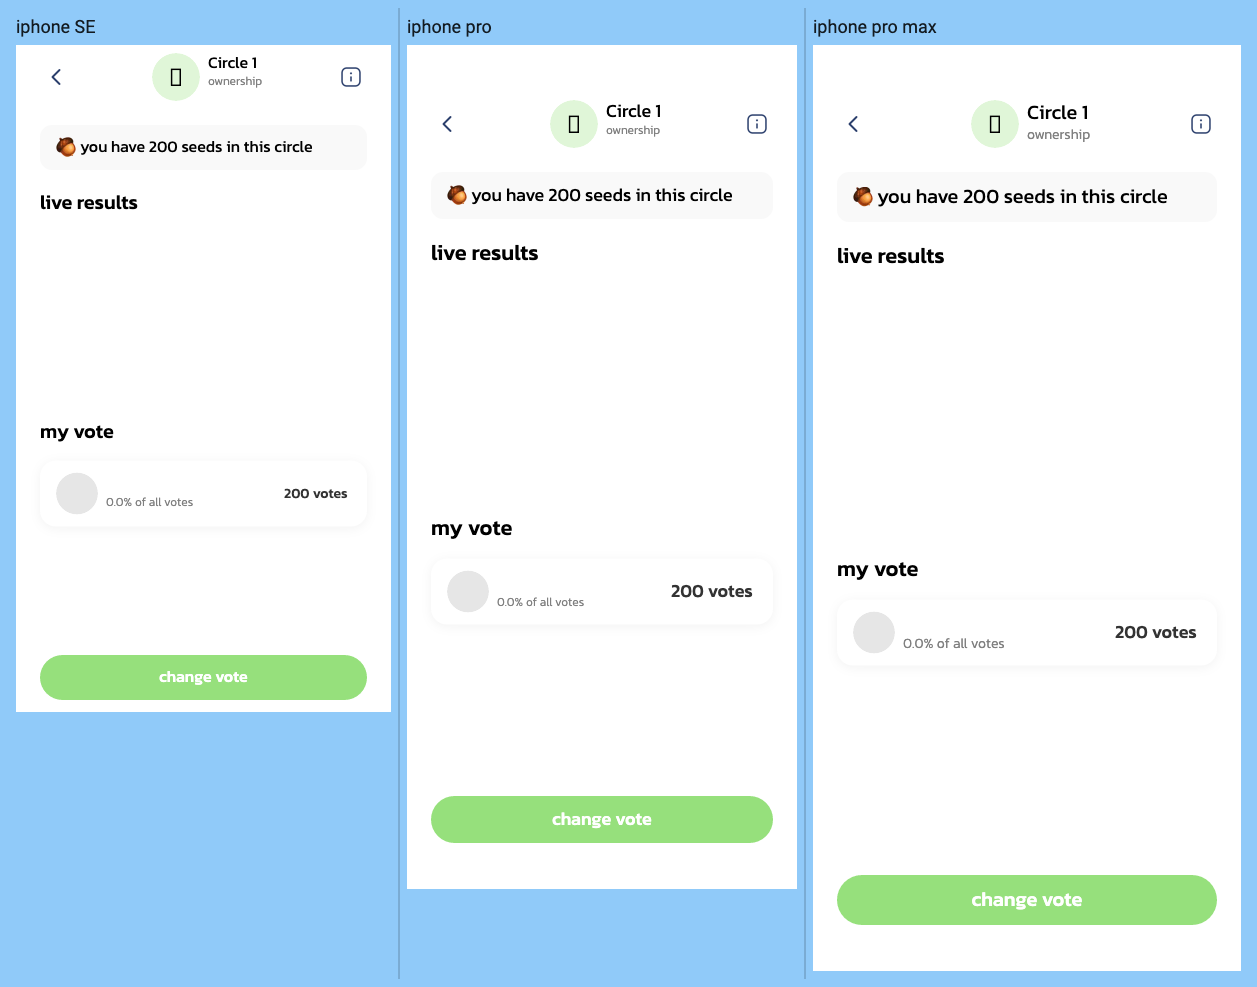 iphone SE
Circle 1
ownership
you have 200 seeds in this circle
live results
my vote
0.0% of all votes
200 votes
change vote
iphone pro
Circle 1
ownership
you have 200 seeds in this circle
live results
my vote
0.0% of all votes
200 votes
change vote
iphone pro max
Circle 1
ownership
you have 200 seeds in this circle
live results
my vote
0.0% of all votes
200 votes
change vote